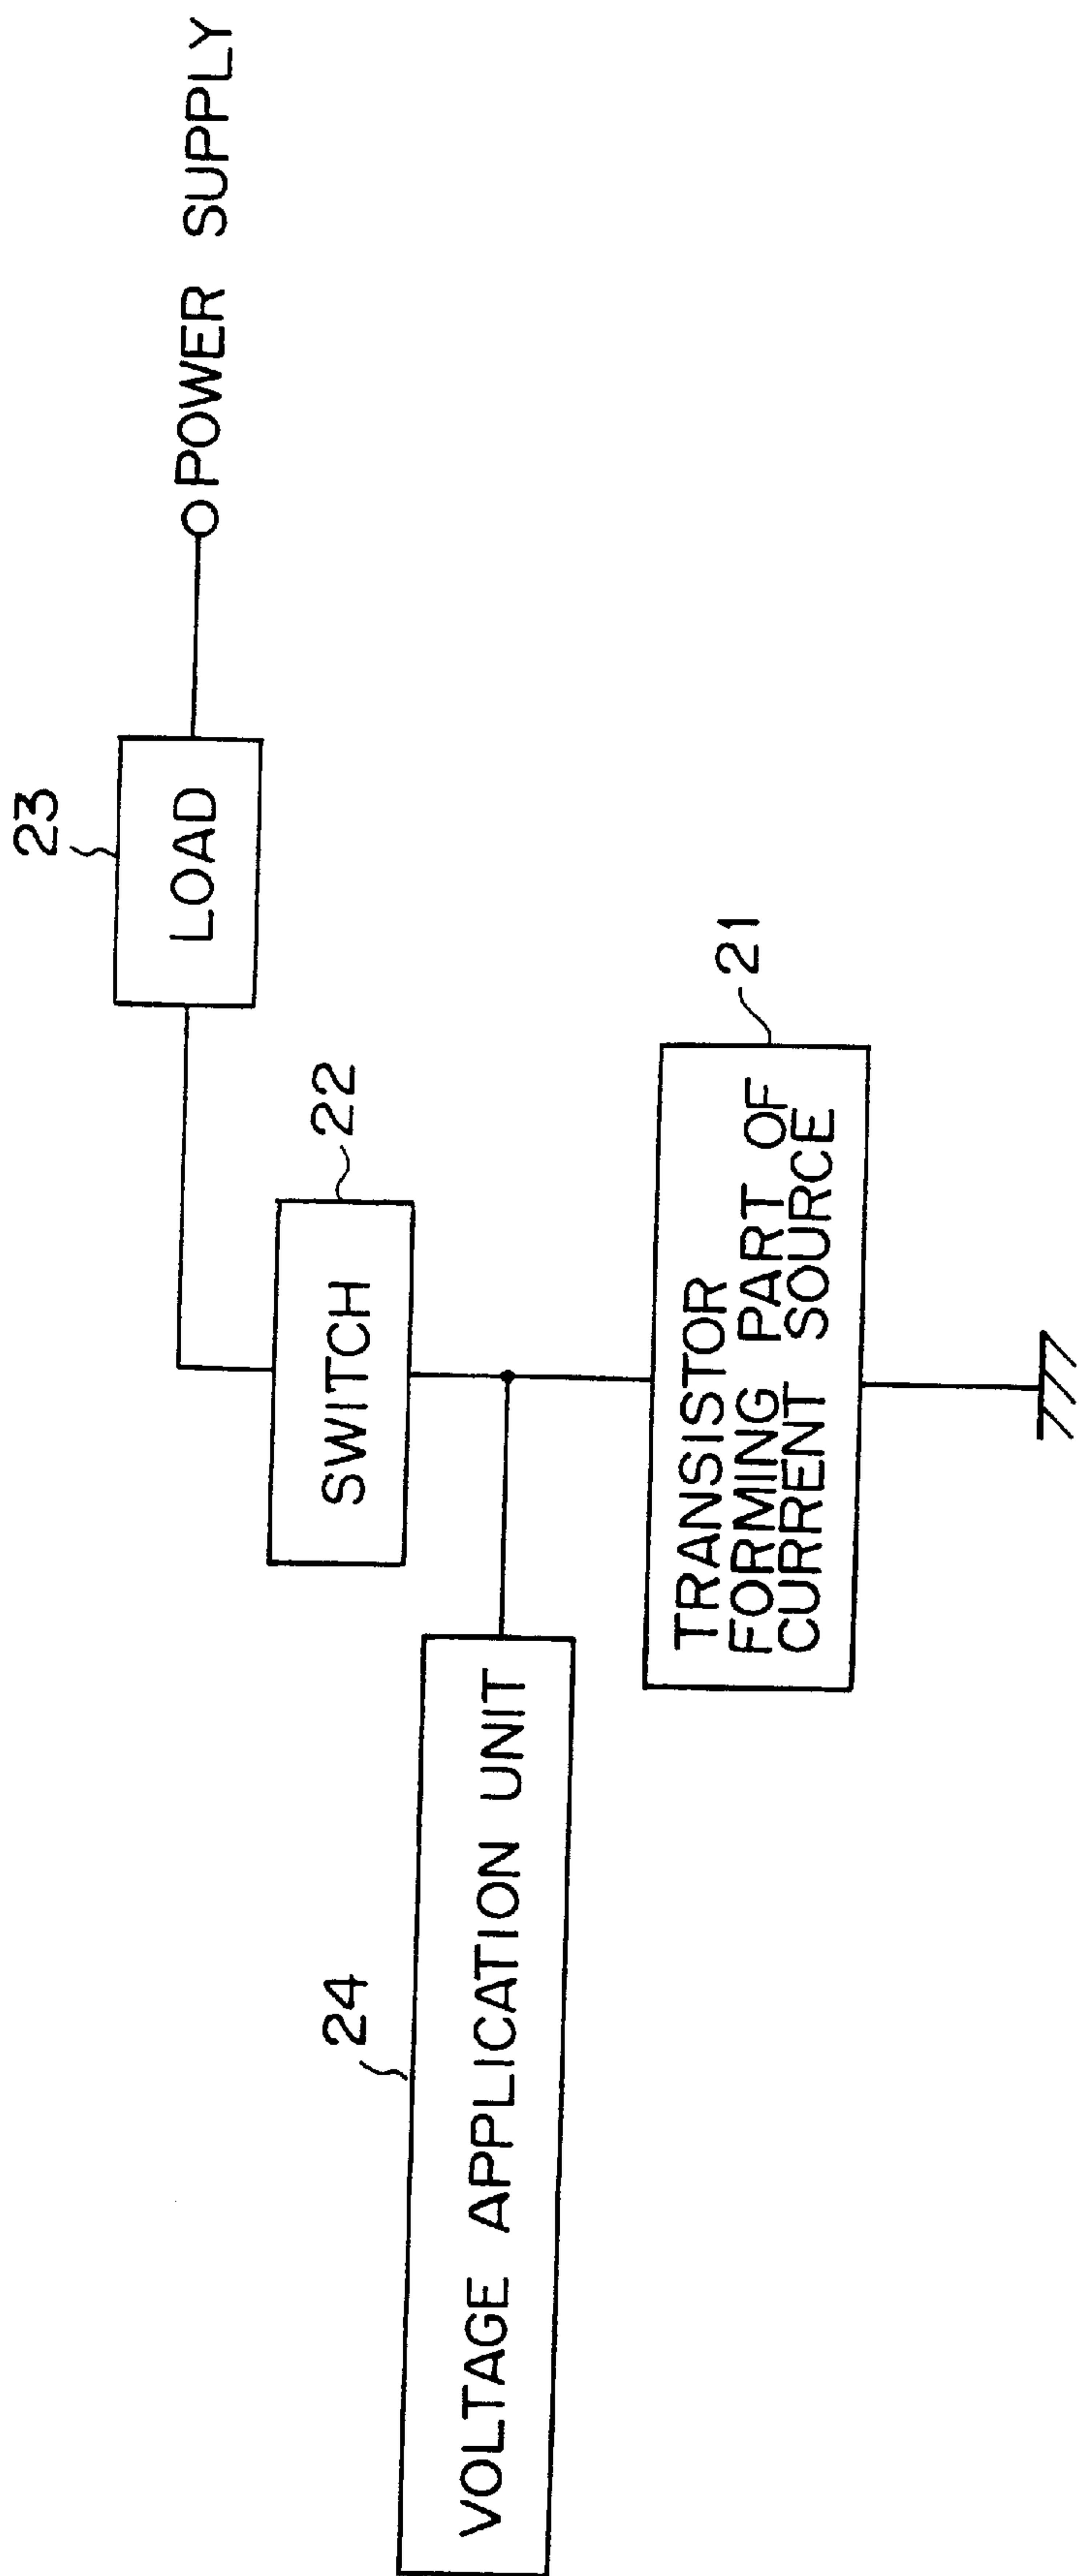 23
LOAD
POWER SUPPLY
22
SWITCH
24
VOLTAGE APPLICATION UNIT
21
TRANSISTOR
FORMING PART OF
CURRENT SOURCE